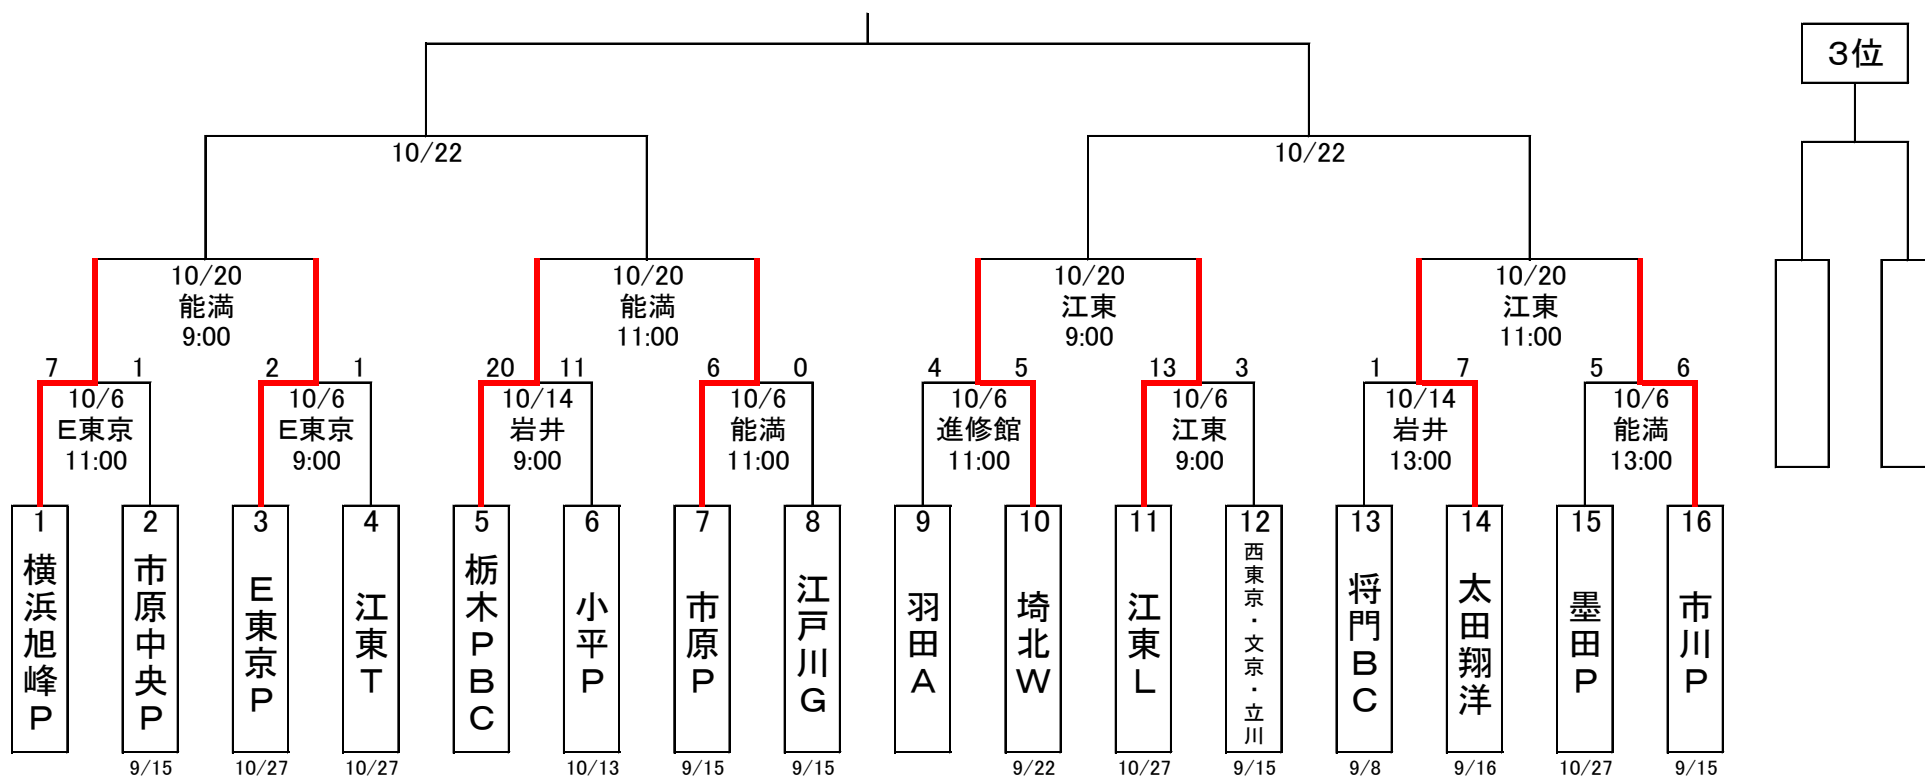 3位
10/22 10/22
10/20 10/20 10/20 10/20
能満 能満 江東 江東
9:00 11:00 9:00 11:00
7 1 2 1 20 11 6 0 4 5 13 3 1 7 5 6
10/6 10/6 10/14 10/6 10/6 10/6 10/14 10/6
E東京 E東京 岩井 能満 進修館 江東 岩井 能満
11:00 9:00 9:00 11:00 11:00 9:00 13:00 13:00
1 2 3 4 5 6 7 8 9 10 11 12 13 14 15 16
横浜旭峰P
市原中央P
E東京P
江東T
栃木PBC
小平P
市原P
江戸川G
羽田A
埼北W
江東L
西東京・文京・立川
将門BC
太田翔洋
墨田P
市川P
9/15 10/27 10/27 10/13 9/15 9/15 9/22 10/27 9/15 9/8 9/16 10/27 9/15